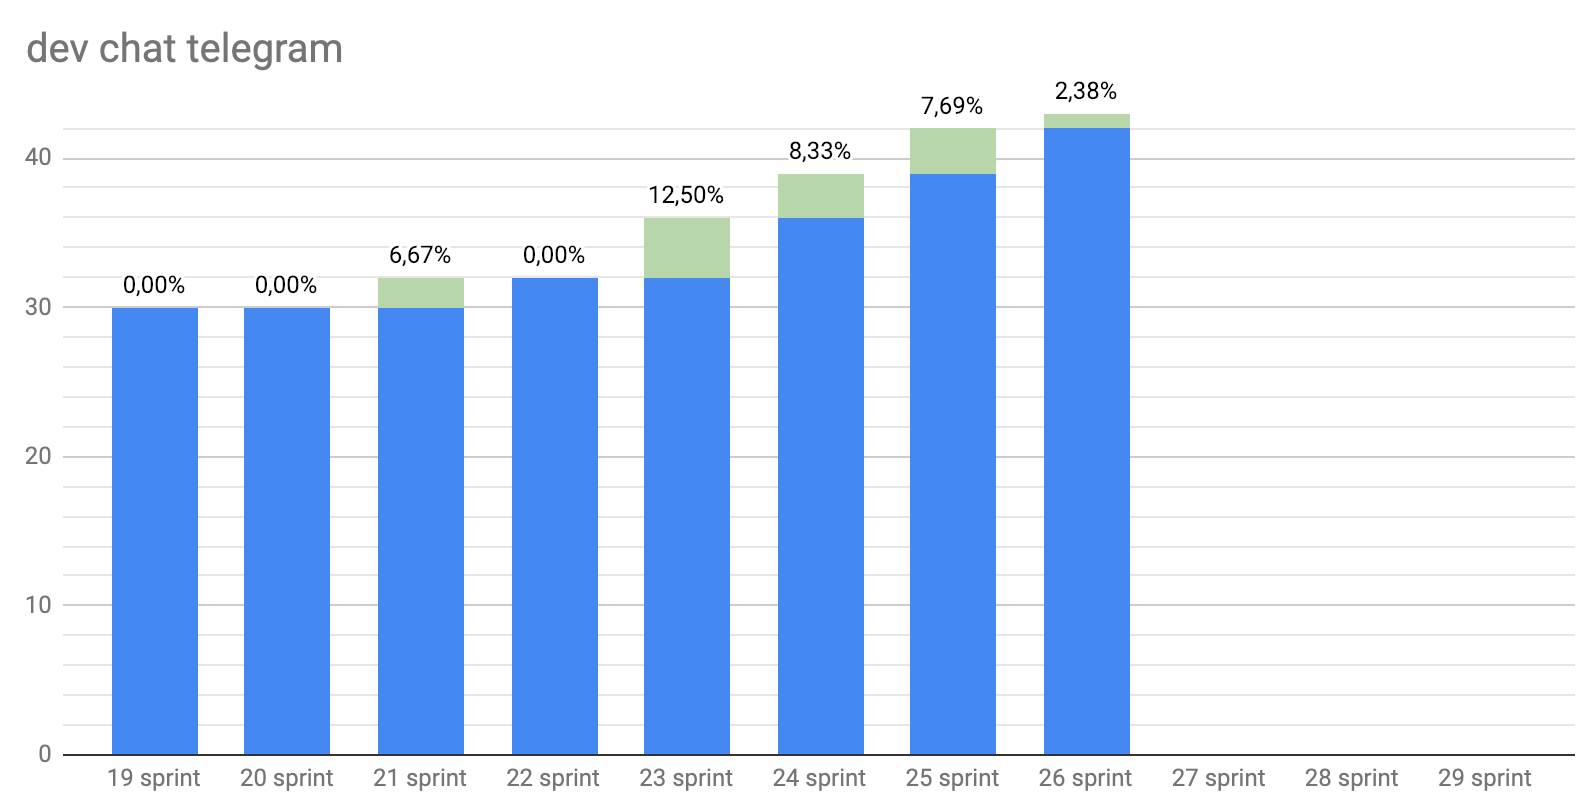 dev chat telegram
2,38%
7,69%
8,33%
12,50%
6,67%
0,00%
0,00%
0,00%
40
30
20
10
0
19 sprint
20 sprint
21 sprint
22 sprint
23 sprint
24 sprint
25 sprint
26 sprint
27 sprint
28 sprint
29 sprint